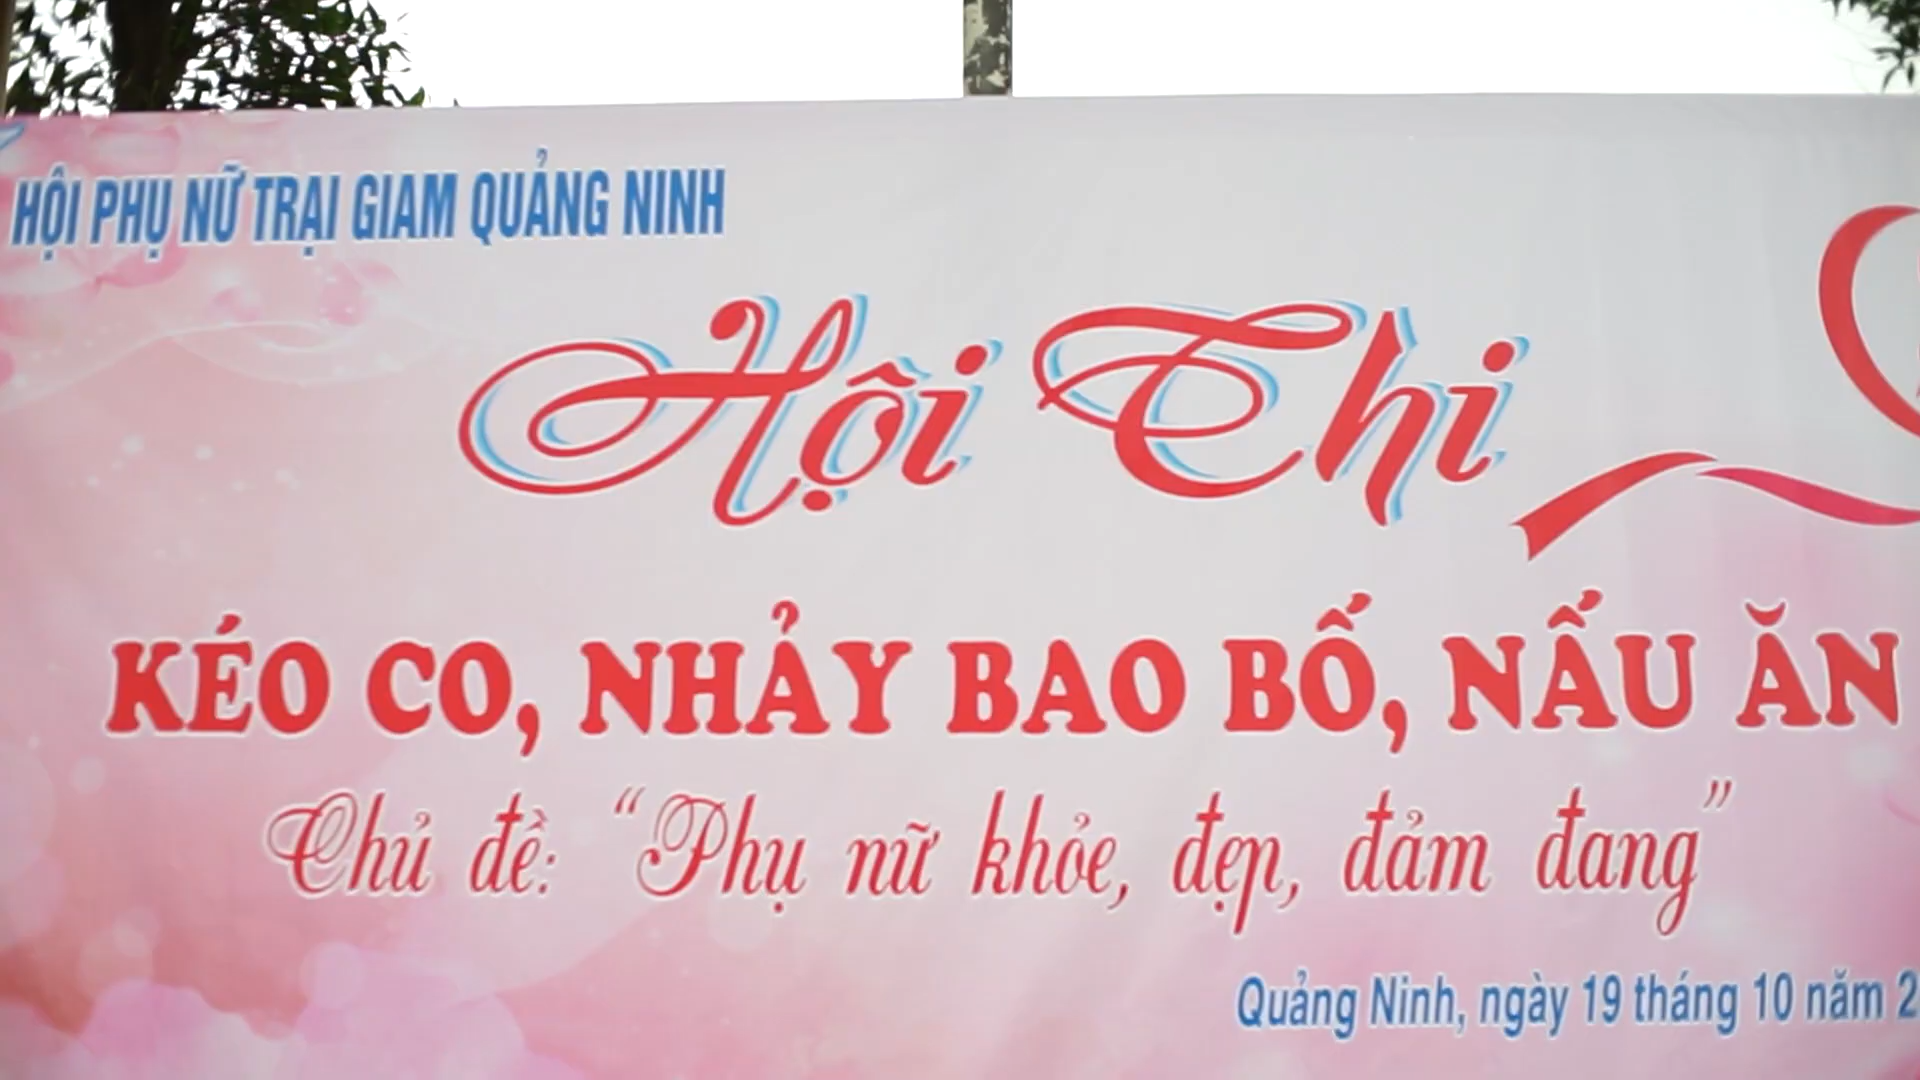 HỘI PHỤ NỮ TRẠI GIAM QUẢNG NINH
Hội Thi
KÉO CO, NHẢY BAO BỐ, NẤU ĂN
Chủ đề: “Phụ nữ khỏe, đẹp, đảm đang”
Quảng Ninh, ngày 19 tháng 10 năm